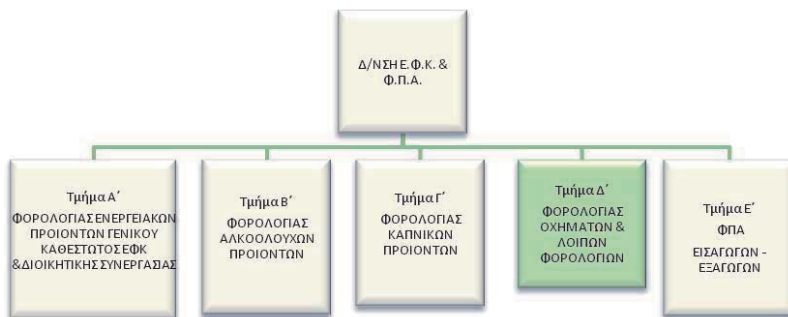 Δ/ΝΣΗ Ε.Φ.Κ. &
Φ.Π.Α.
Τμήμα Α΄
ΦΟΡΟΛΟΓΙΑΣ ΕΝΕΡΓΕΙΑΚΩΝ
ΠΡΟΙΟΝΤΩΝ ΓΕΝΙΚΟΥ
ΚΑΘΕΣΤΩΤΟΣ ΕΦΚ
&ΔΙΟΙΚΗΤΙΚΗΣ ΣΥΝΕΡΓΑΣΙΑΣ
Τμήμα Β΄
ΦΟΡΟΛΟΓΙΑΣ
ΑΛΚΟΟΛΟΥΧΩΝ
ΠΡΟΙΟΝΤΩΝ
Τμήμα Γ΄
ΦΟΡΟΛΟΓΙΑΣ
ΚΑΠΝΙΚΩΝ
ΠΡΟΙΟΝΤΩΝ
Τμήμα Δ΄
ΦΟΡΟΛΟΓΙΑΣ
ΟΧΗΜΑΤΩΝ &
ΛΟΙΠΩΝ
ΦΟΡΟΛΟΓΙΩΝ
Τμήμα Ε΄
ΦΠΑ
ΕΙΣΑΓΩΓΩΝ -
ΕΞΑΓΩΓΩΝ